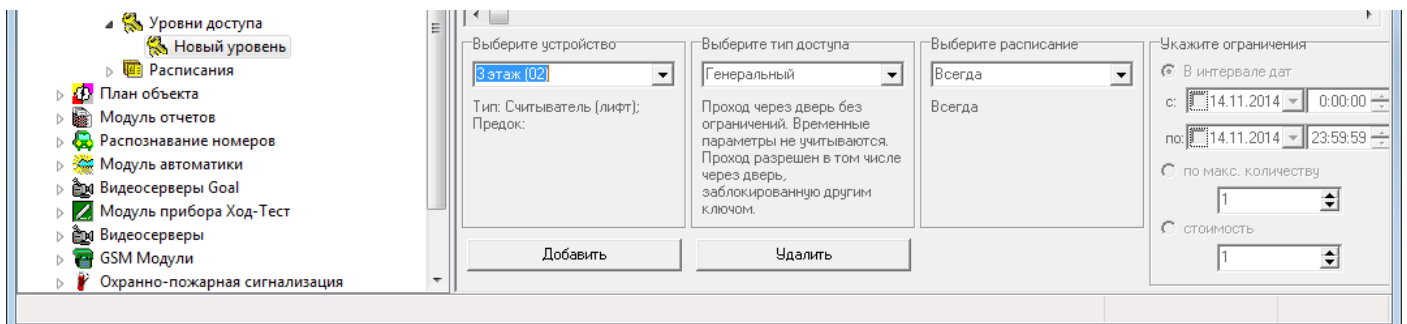 Уровни доступа
Новый уровень
Расписания
План объекта
Модуль отчетов
Распознавание номеров
Модуль автоматики
Видеосерверы Goal
Модуль прибора Ход-Тест
Видеосерверы
GSM Модули
Охранно-пожарная сигнализация
Выберите устройство
3 этаж (02)
Тип: Считыватель (лифт);
Предок:
Добавить
Выберите тип доступа
Генеральный
Проход через дверь без
ограничений. Временные
параметры не учитываются.
Проход разрешен в том числе
через дверь,
заблокированную другим
ключом.
Удалить
Выберите расписание
Всегда
Всегда
Укажите ограничения
В интервале дат
с: 14.11.2014 0:00:00
по: 14.11.2014 23:59:59
по макс. количеству
1
стоимость
1